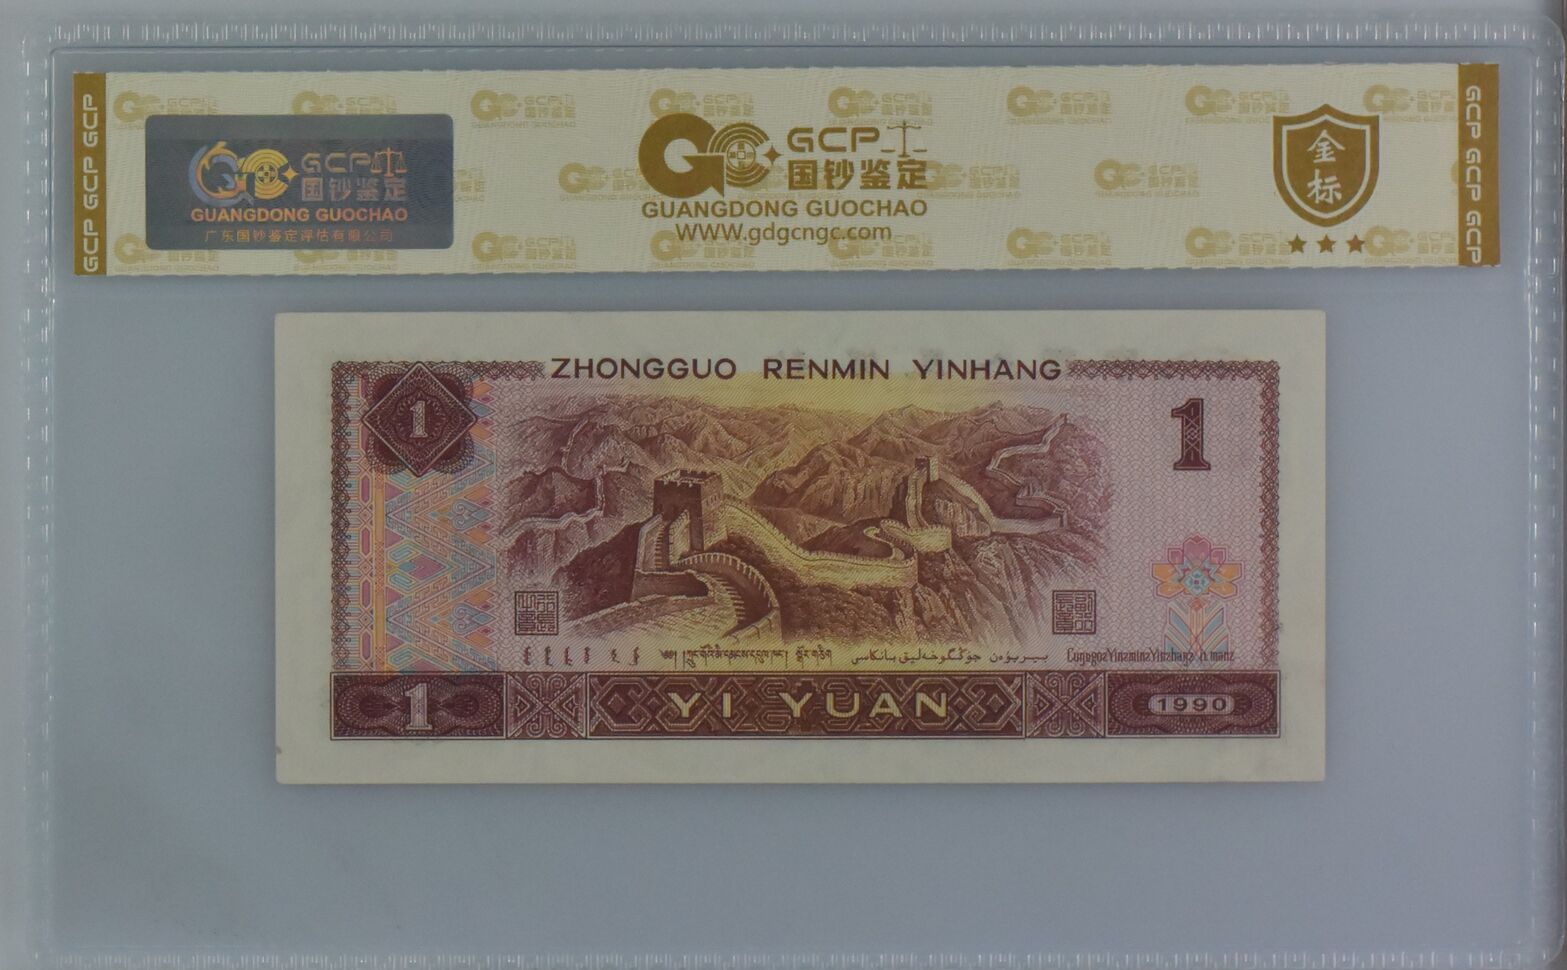 GCP GCP GCP
GCP
国钞鉴定
GUANGDONG GUOCHAO
广东国钞鉴定评估有限公司
GCP
国钞鉴定
GUANGDONG GUOCHAO
WWW.gdgcngc.com
金标
GCP GCP GCP
ZHONGGUO RENMIN YINHANG
1
1
1
YI YUAN
1990